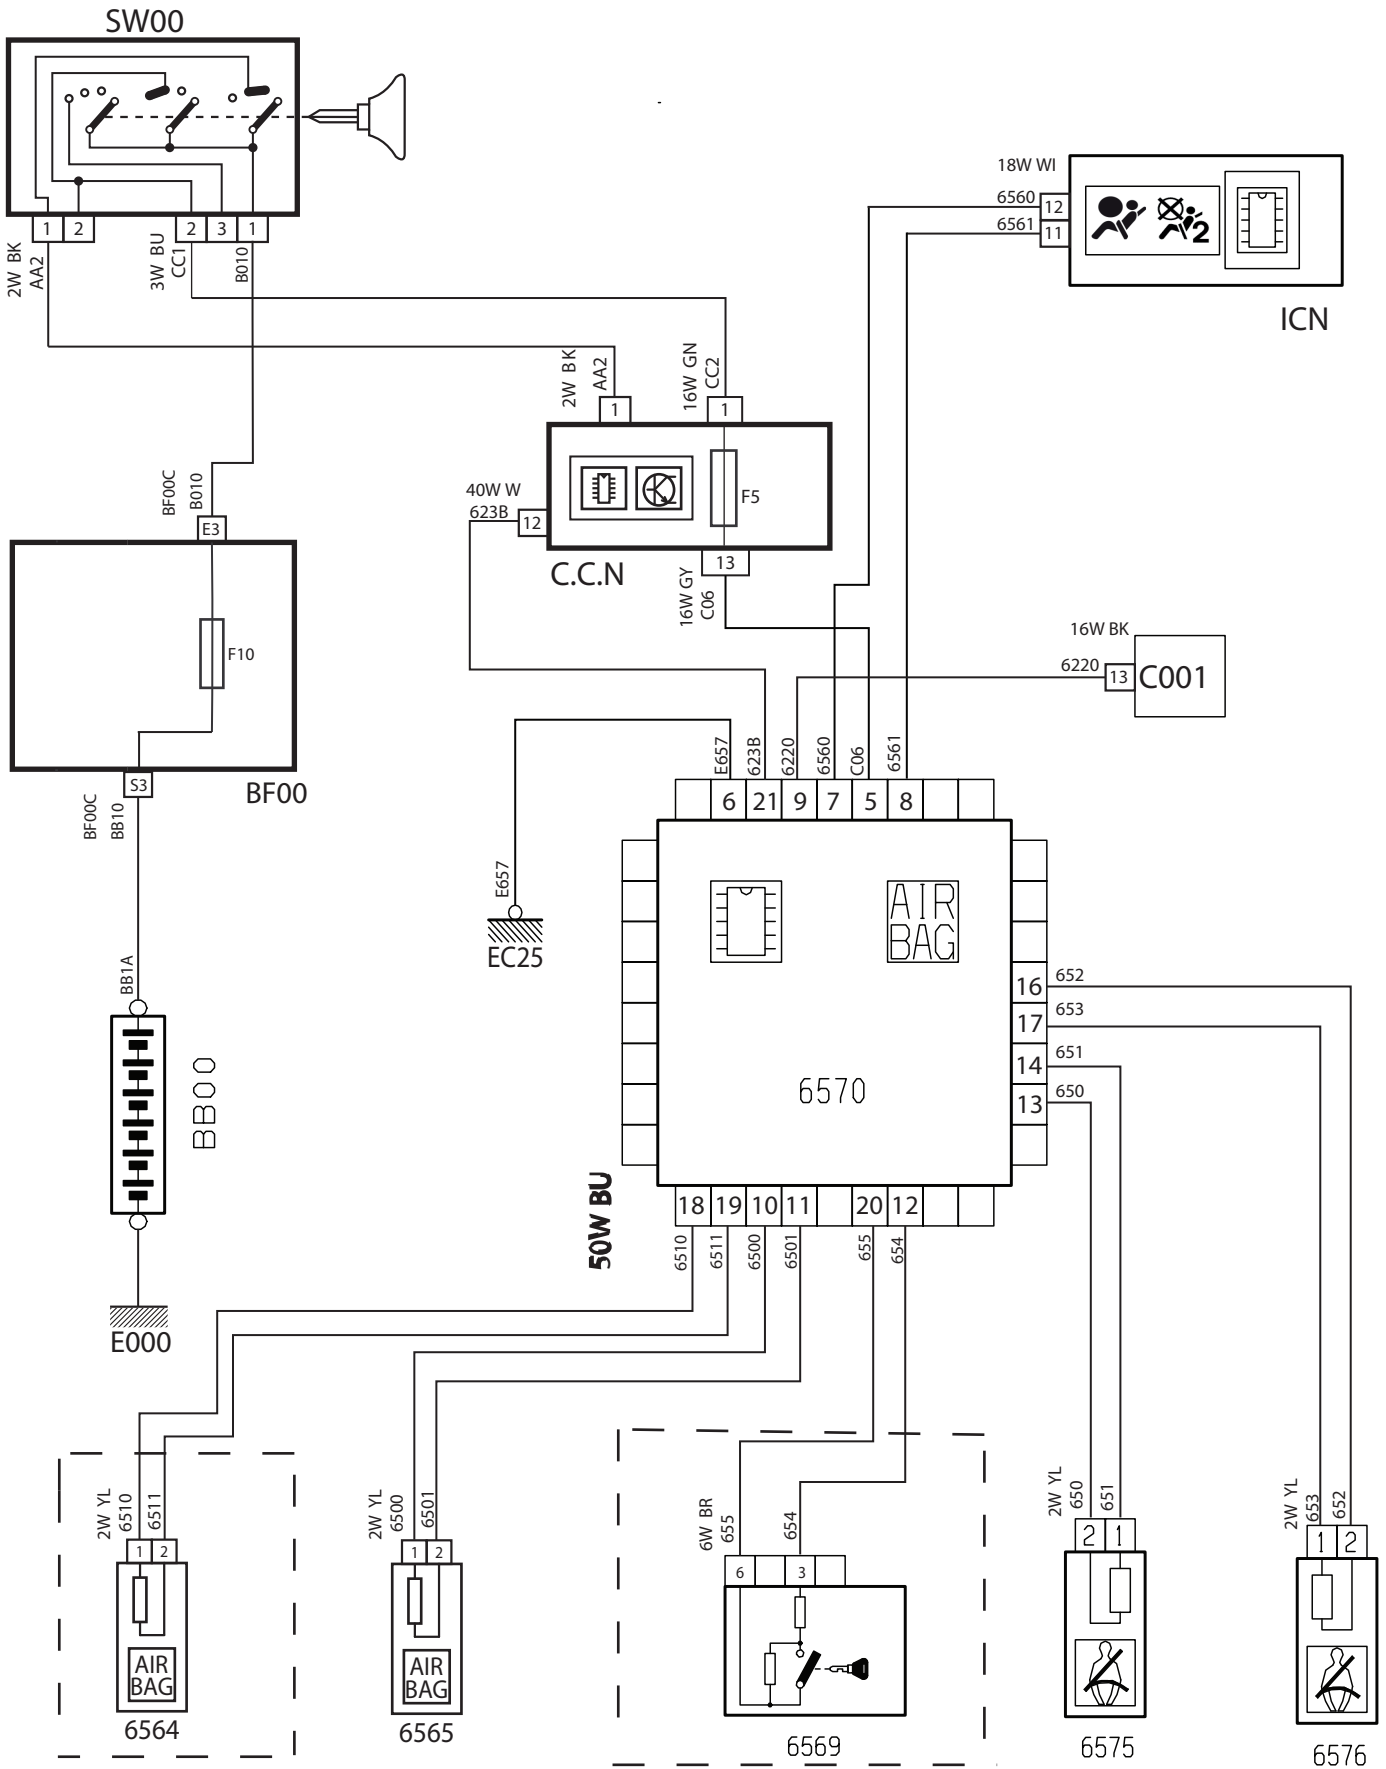 SW00
1 2 2 3 1
2W BK
AA2
3W BU
CC1
B010
18W WI
6560
12
6561
11
2
ICN
2W BK
AA2
1
16W GN
CC2
1
F5
40W W
623B
12
C.C.N
13
16W GY
C06
BF00C
B010
E3
F10
S3
BF00
BF00C
BB10
BB1A
BB00
E000
16W BK
6220
13
C001
E657
623B
6220
6560
C06
6561
6 21 9 7 5 8
E657
EC25
AIR
BAG
16
652
17
653
14
651
13
650
6570
50W BU
18 19 10 11 20 12
6510
6511
6500
6501
655
654
2W YL
6510
6511
1 2
AIR
BAG
6564
2W YL
6500
6501
1 2
AIR
BAG
6565
6W BR
655
654
6 3
6569
2W YL
650
651
2 1
6575
2W YL
653
652
1 2
6576